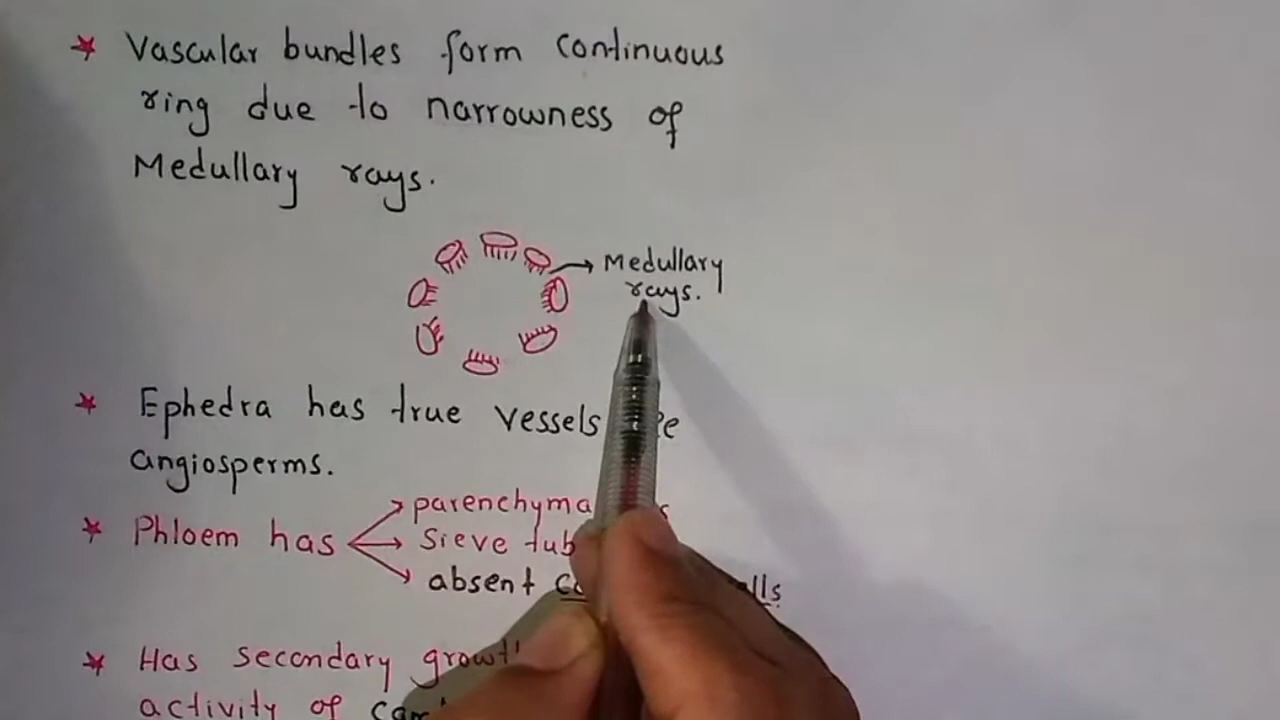 Vascular bundles form continuous
ring due to narrowness of
Medullary rays.
Medullary
rays.
Ephedra has true vessels
angiosperms.
Phloem has
parenchyma
Sieve
absent
Has secondary
activity of